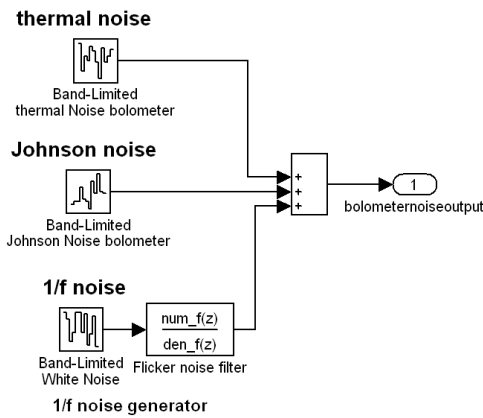 thermal noise
Band-Limited
thermal Noise bolometer
Johnson noise
Band-Limited
Johnson Noise bolometer
+
+
+
1
bolometernoiseoutput
1/f noise
Band-Limited
White Noise
num_f(z)
den_f(z)
Flicker noise filter
1/f noise generator